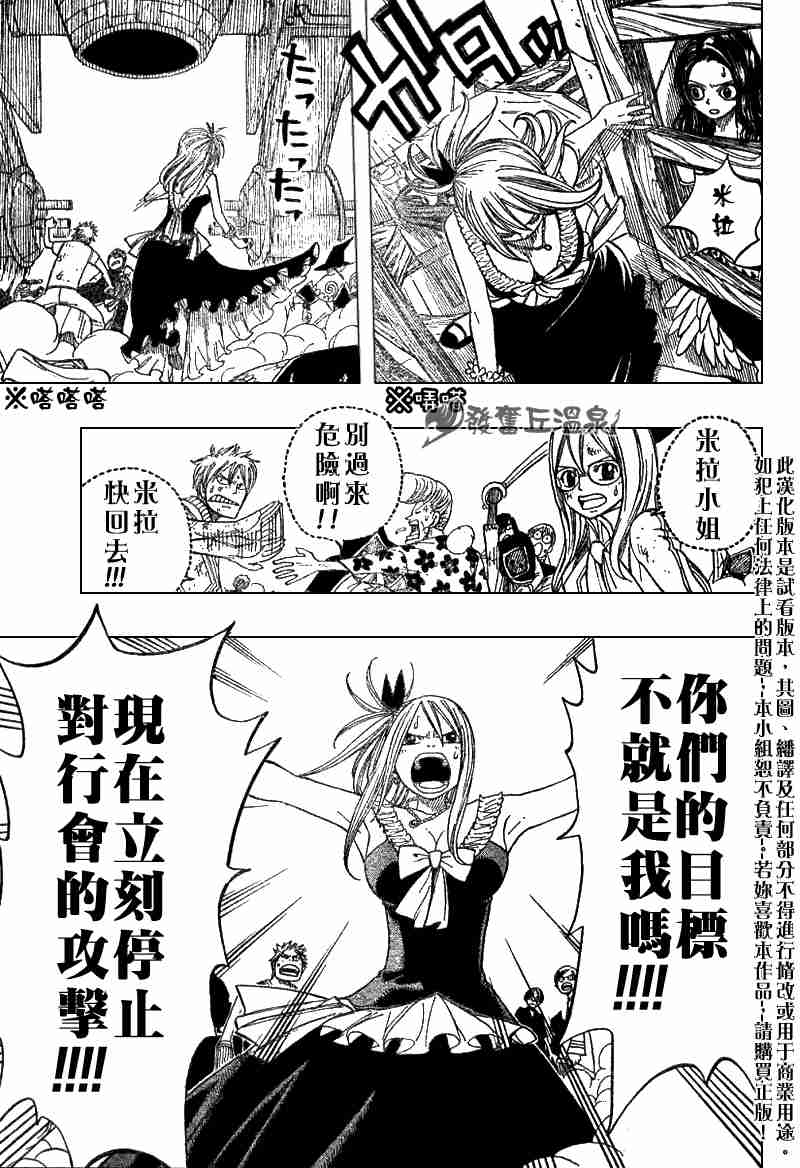 ガ回
の
米拉
たったったっ
※嗒嗒嗒
※嗒嗒
發奮丘溫泉
米拉小姐
別過來
危險啊!!
米拉
快回去!!!
你們的目標
不就是我嗎!!!!
現在立刻停止
對行會的攻擊!!!!
此漢化版本是試看版本，其圖、繙譯及任何部分不得進行修改或用于商業用途。
如犯上任何法律上的問題…本小組恕不負責…。若妳喜歡本作品…請購買正版！